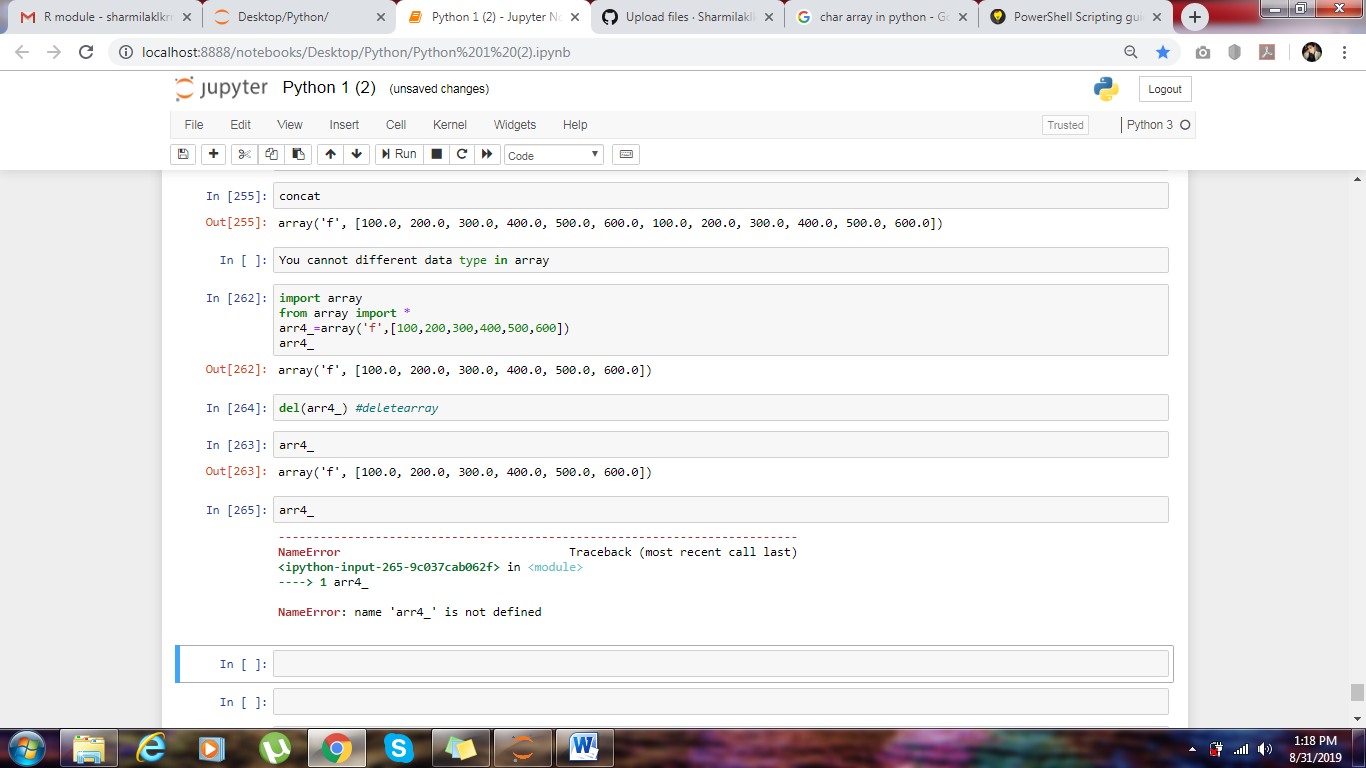 R module - sharmilaklkrn
Desktop/Python/
Python 1 (2) - Jupyter No
Upload files · Sharmilaklk
char array in python - Go
PowerShell Scripting gui
localhost:8888/notebooks/Desktop/Python/Python%201%20(2).ipynb
jupyter Python 1 (2) (unsaved changes)
Logout
File Edit View Insert Cell Kernel Widgets Help
Trusted
Python 3
Run
Code
In [255]: concat
Out[255]: array('f', [100.0, 200.0, 300.0, 400.0, 500.0, 600.0, 100.0, 200.0, 300.0, 400.0, 500.0, 600.0])
In [ ]: You cannot different data type in array
In [262]: import array
from array import *
arr4_=array('f',[100,200,300,400,500,600])
arr4_
Out[262]: array('f', [100.0, 200.0, 300.0, 400.0, 500.0, 600.0])
In [264]: del(arr4_) #deletearray
In [263]: arr4_
Out[263]: array('f', [100.0, 200.0, 300.0, 400.0, 500.0, 600.0])
In [265]: arr4_
---------------------------------------------------------------------------
NameError Traceback (most recent call last)
<ipython-input-265-9c037cab062f> in <module>
----> 1 arr4_
NameError: name 'arr4_' is not defined
In [ ]:
In [ ]:
1:18 PM
8/31/2019